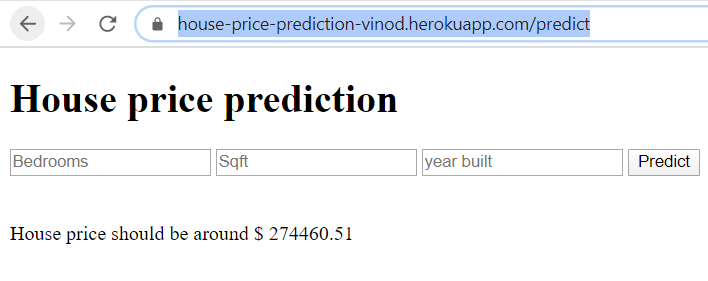 house-price-prediction-vinod.herokuapp.com/predict
House price prediction
Bedrooms Sqft year built Predict
House price should be around $ 274460.51